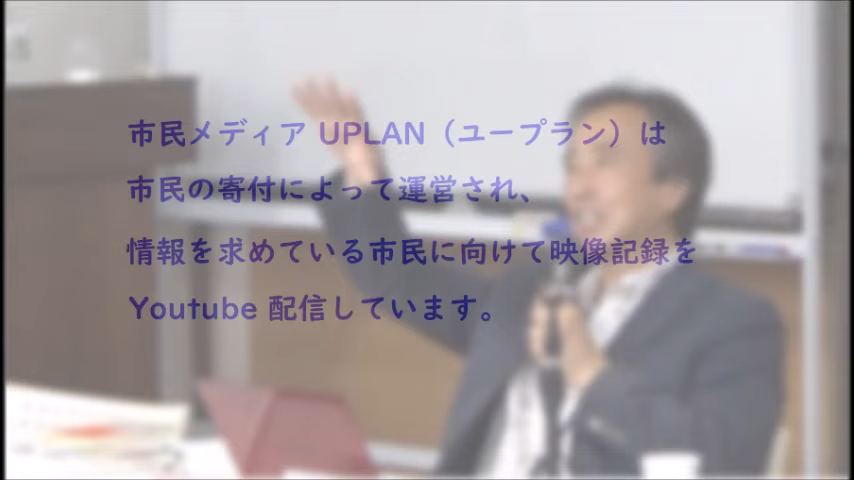 市民メディア UPLAN（ユープラン）は
市民の寄付によって運営され、
情報を求めている市民に向けて映像記録を
Youtube 配信しています。